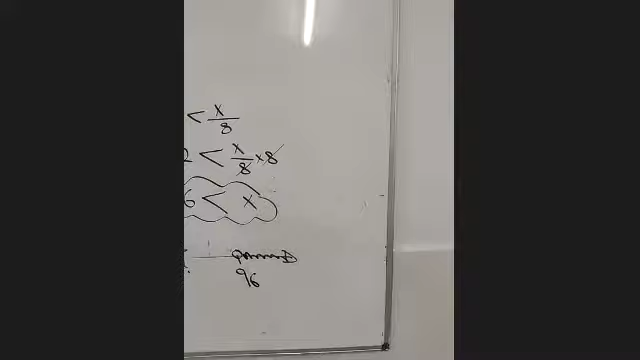 < x/8
2 < x/8 × 8
6 < x
96